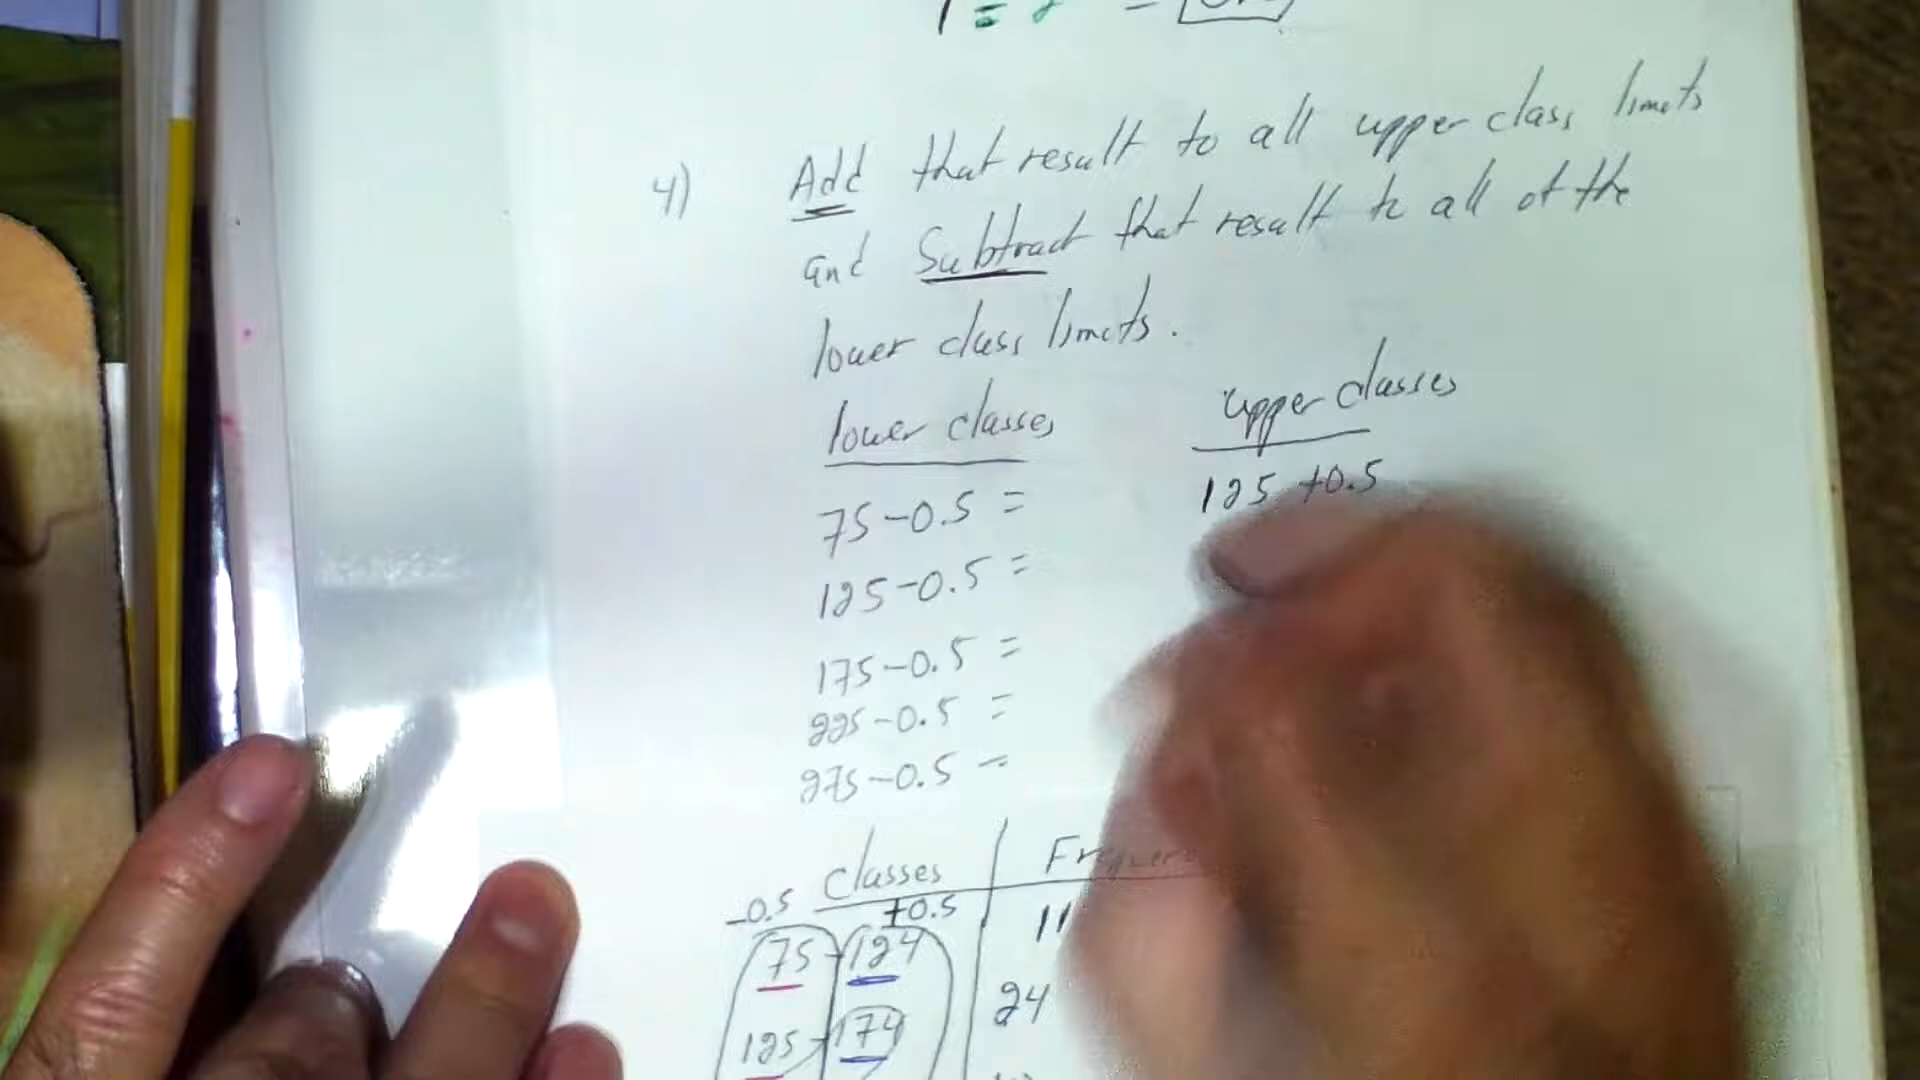 4) Add that result to all upper class limits
and Subtract that result to all of the
lower class limits.
lower classes
upper classes
75-0.5 =
125 +0.5
125-0.5 =
175-0.5 =
225-0.5 =
275-0.5 =
classes
-0.5
+0.5
75-124
11
125-174
24